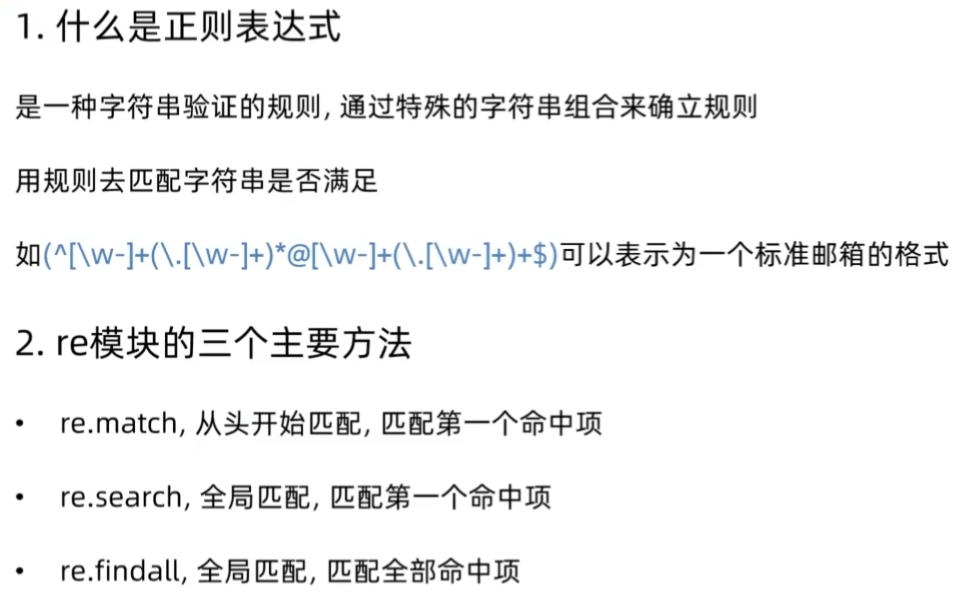 1. 什么是正则表达式
是一种字符串验证的规则, 通过特殊的字符串组合来确立规则
用规则去匹配字符串是否满足
如(^[\w-]+(\.[\w-]+)*@[\w-]+(\.[\w-]+)+$)可以表示为一个标准邮箱的格式
2. re模块的三个主要方法
• re.match, 从头开始匹配, 匹配第一个命中项
• re.search, 全局匹配, 匹配第一个命中项
• re.findall, 全局匹配, 匹配全部命中项